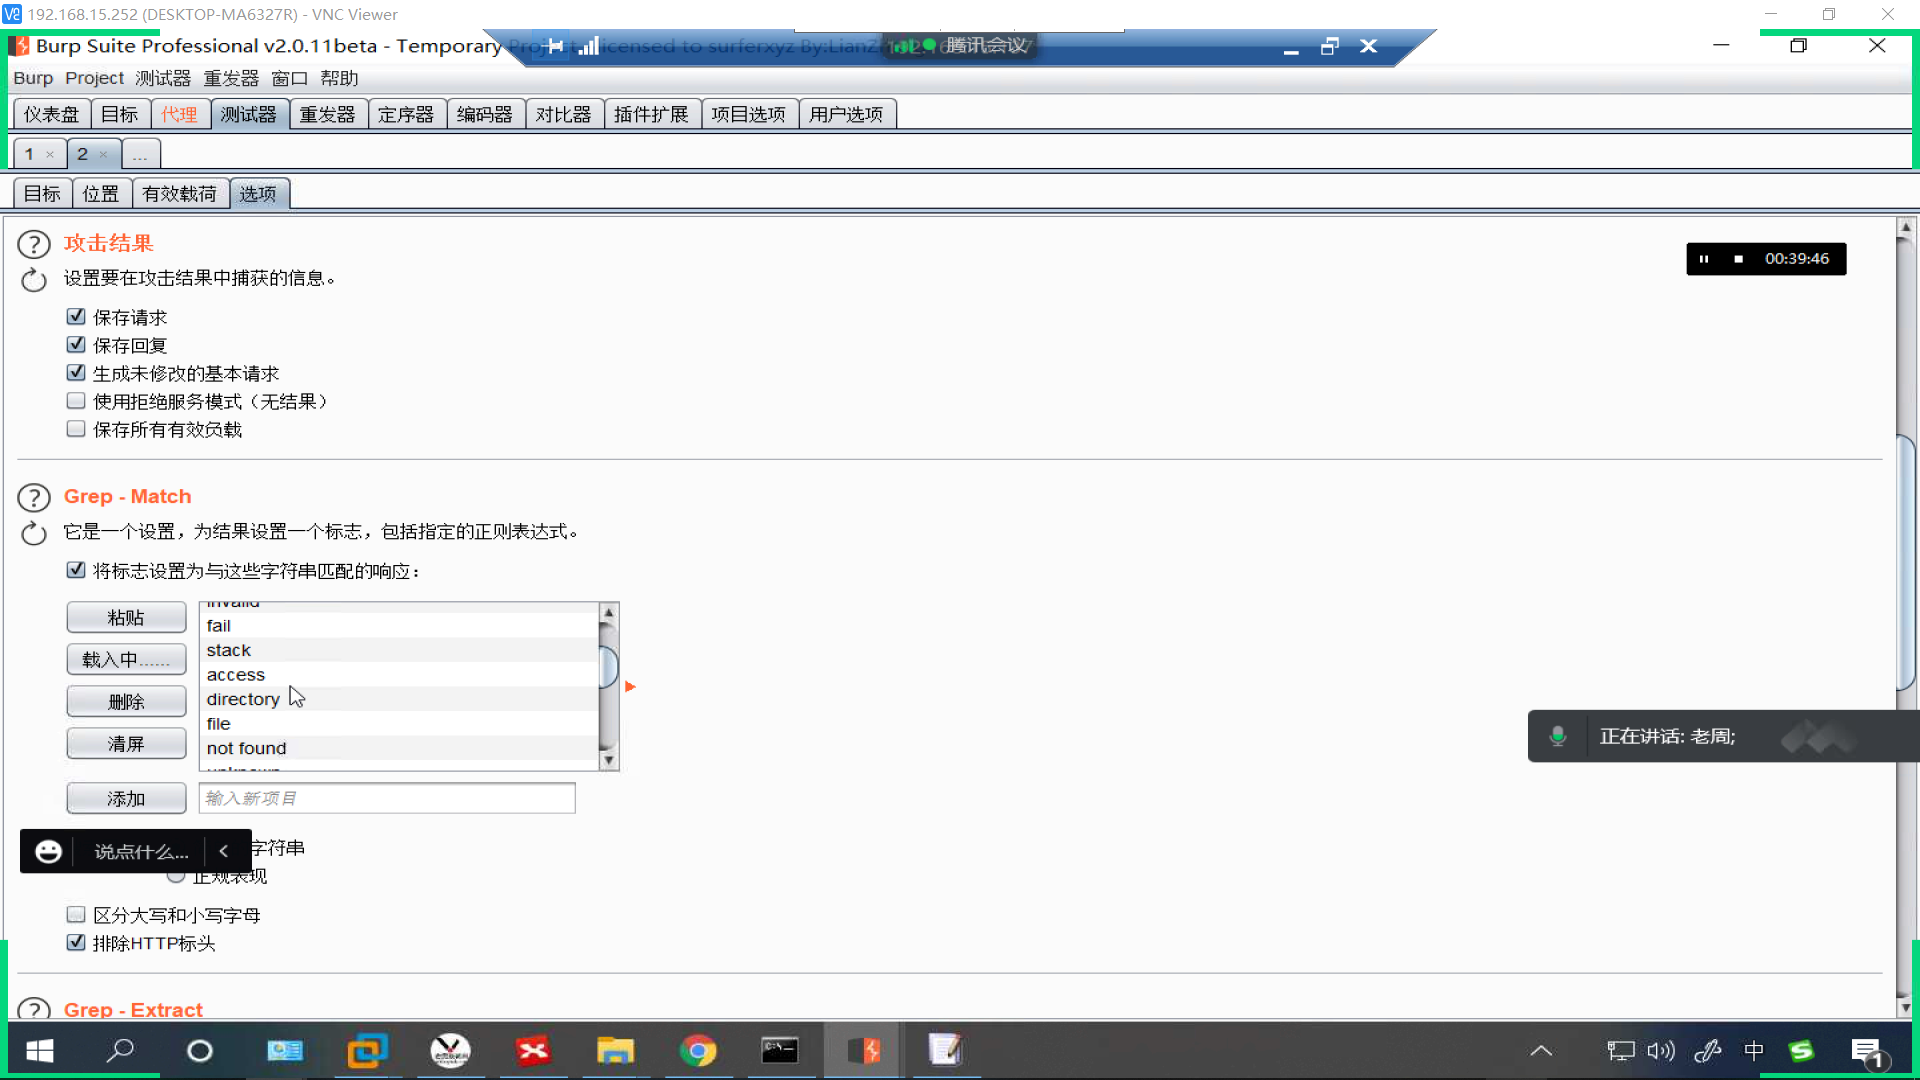 192.168.15.252 (DESKTOP-MA6327R) - VNC Viewer
Burp Suite Professional v2.0.11beta - Temporary Project - licensed to surferxyz By:LianZ
腾讯会议
Burp Project 测试器 重发器 窗口 帮助
仪表盘 目标 代理 测试器 重发器 定序器 编码器 对比器 插件扩展 项目选项 用户选项
1 × 2 × ...
目标 位置 有效载荷 选项
? 攻击结果
设置要在攻击结果中捕获的信息。
00:39:46
保存请求
保存回复
生成未修改的基本请求
使用拒绝服务模式（无结果）
保存所有有效负载
? Grep - Match
它是一个设置，为结果设置一个标志，包括指定的正则表达式。
将标志设置为与这些字符串匹配的响应：
粘贴
载入中......
删除
清屏
invalid
fail
stack
access
directory
file
not found
unknown
正在讲话: 老周;
添加 输入新项目
说点什么... 字符串
正规表现
区分大写和小写字母
排除HTTP标头
? Grep - Extract
中
1